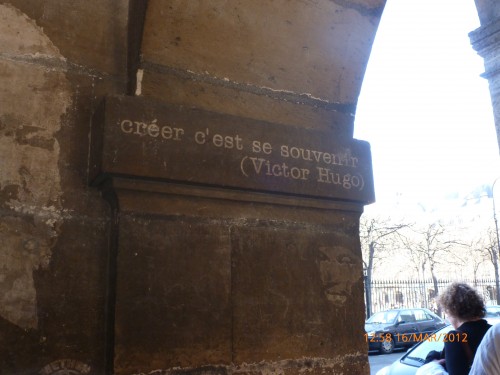 créer c'est se souvenir
(Victor Hugo)
12:58 16/MAR/2012